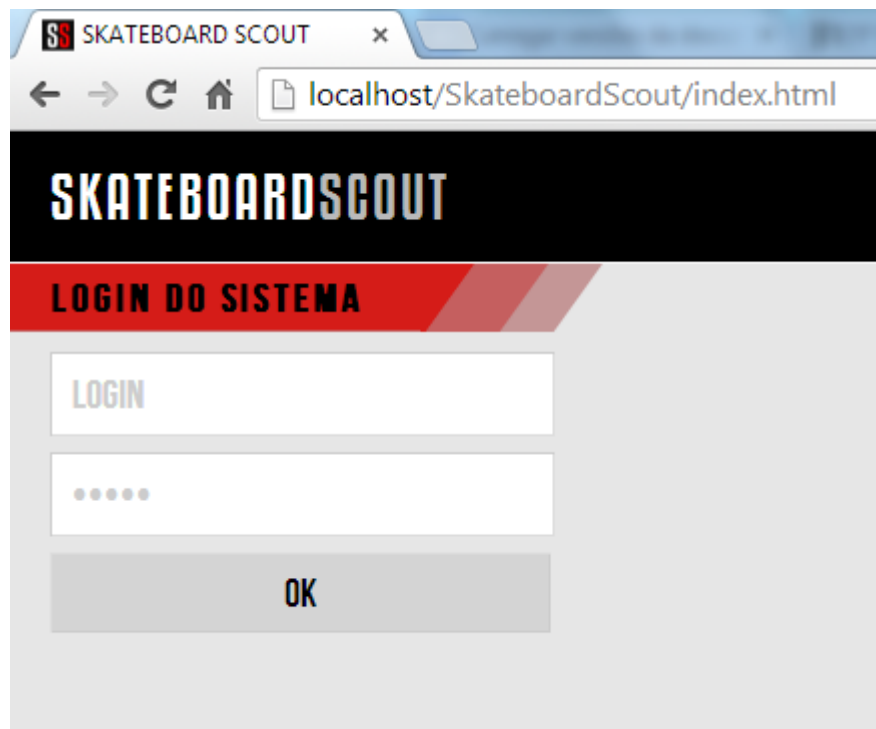 SS SKATEBOARD SCOUT ×
localhost/SkateboardScout/index.html
SKATEBOARDSCOUT
LOGIN DO SISTEMA
LOGIN
•••••
OK